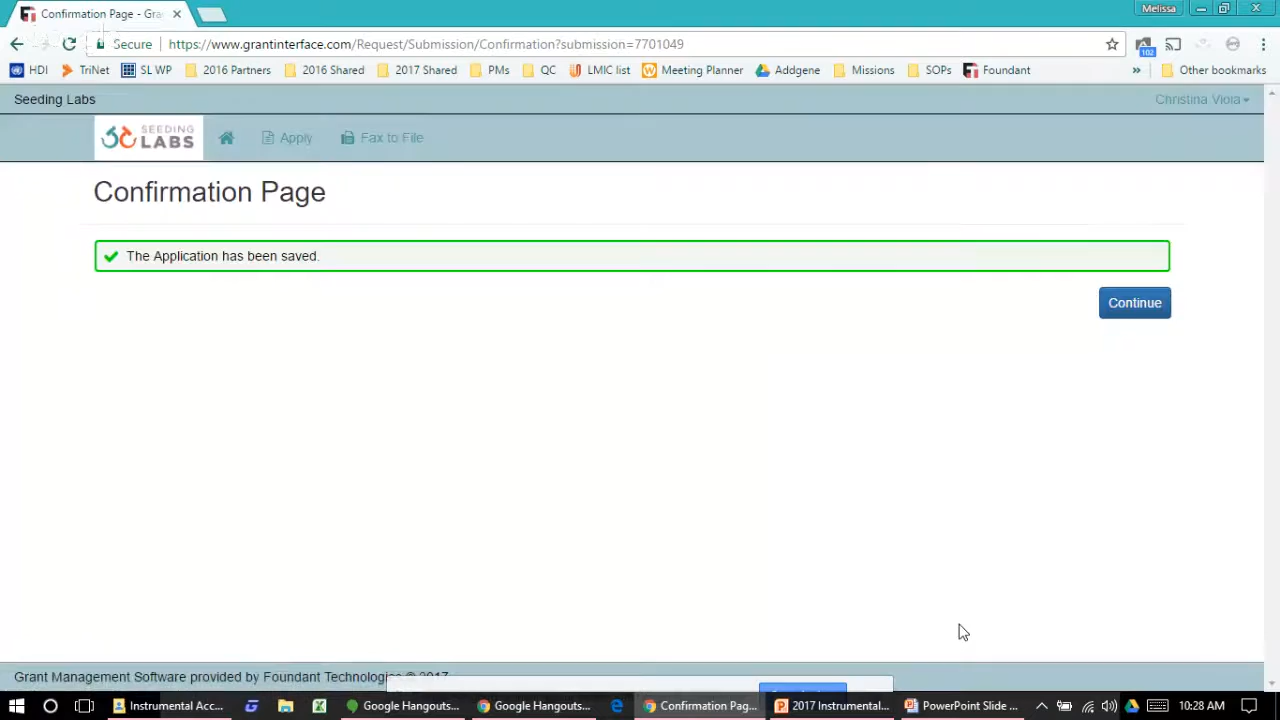 Confirmation Page - Gra
Melissa
Secure
https://www.grantinterface.com/Request/Submission/Confirmation?submission=7701049
102
HDI
TriNet
SL WP
2016 Partners
2016 Shared
2017 Shared
PMs
QC
LMIC list
Meeting Planner
Addgene
Missions
SOPs
Foundant
»
Other bookmarks
Seeding Labs
Christina Viola
SEEDING LABS
Apply
Fax to File
Confirmation Page
The Application has been saved.
Continue
Grant Management Software provided by Foundant Technologies © 2017
Instrumental Acc...
Google Hangouts...
Google Hangouts...
Confirmation Pag...
2017 Instrumental...
PowerPoint Slide ...
10:28 AM